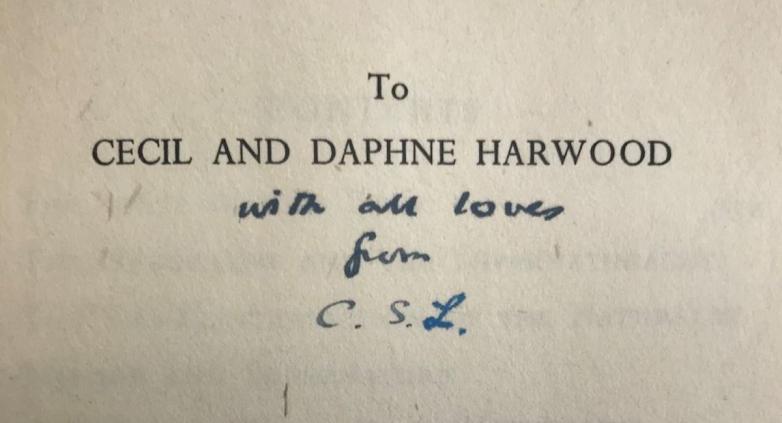 To
CECIL AND DAPHNE HARWOOD
with all loves
from
C. S. L.